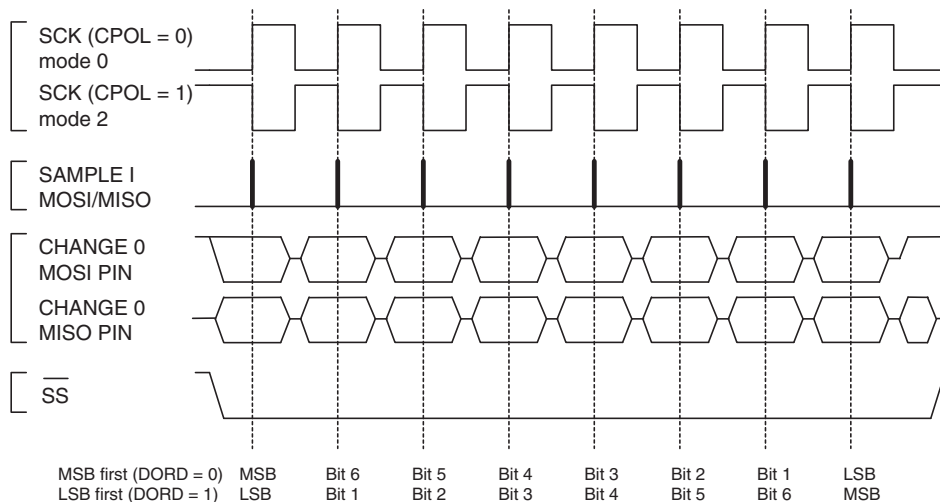 SCK (CPOL = 0)
mode 0
SCK (CPOL = 1)
mode 2
SAMPLE I
MOSI/MISO
CHANGE 0
MOSI PIN
CHANGE 0
MISO PIN
SS
MSB first (DORD = 0) MSB Bit 6 Bit 5 Bit 4 Bit 3 Bit 2 Bit 1 LSB
LSB first (DORD = 1) LSB Bit 1 Bit 2 Bit 3 Bit 4 Bit 5 Bit 6 MSB